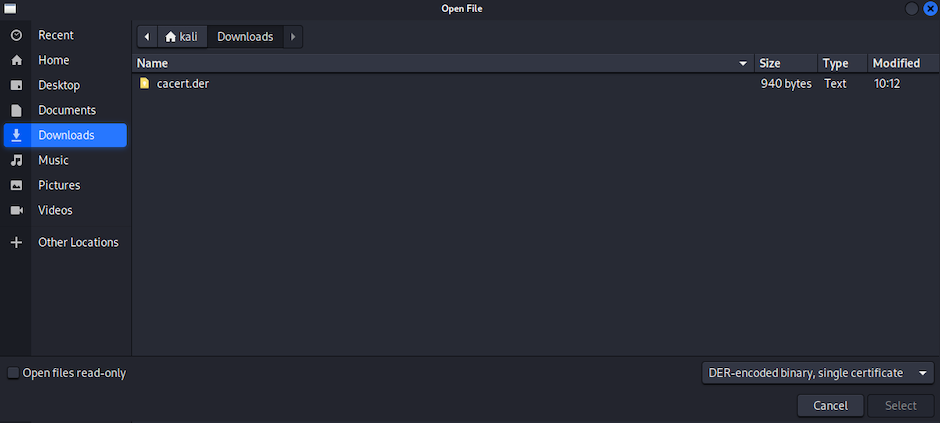 Open File
Recent
Home
Desktop
Documents
Downloads
Music
Pictures
Videos
Other Locations
kali Downloads
Name Size Type Modified
cacert.der 940 bytes Text 10:12
Open files read-only
DER-encoded binary, single certificate
Cancel Select